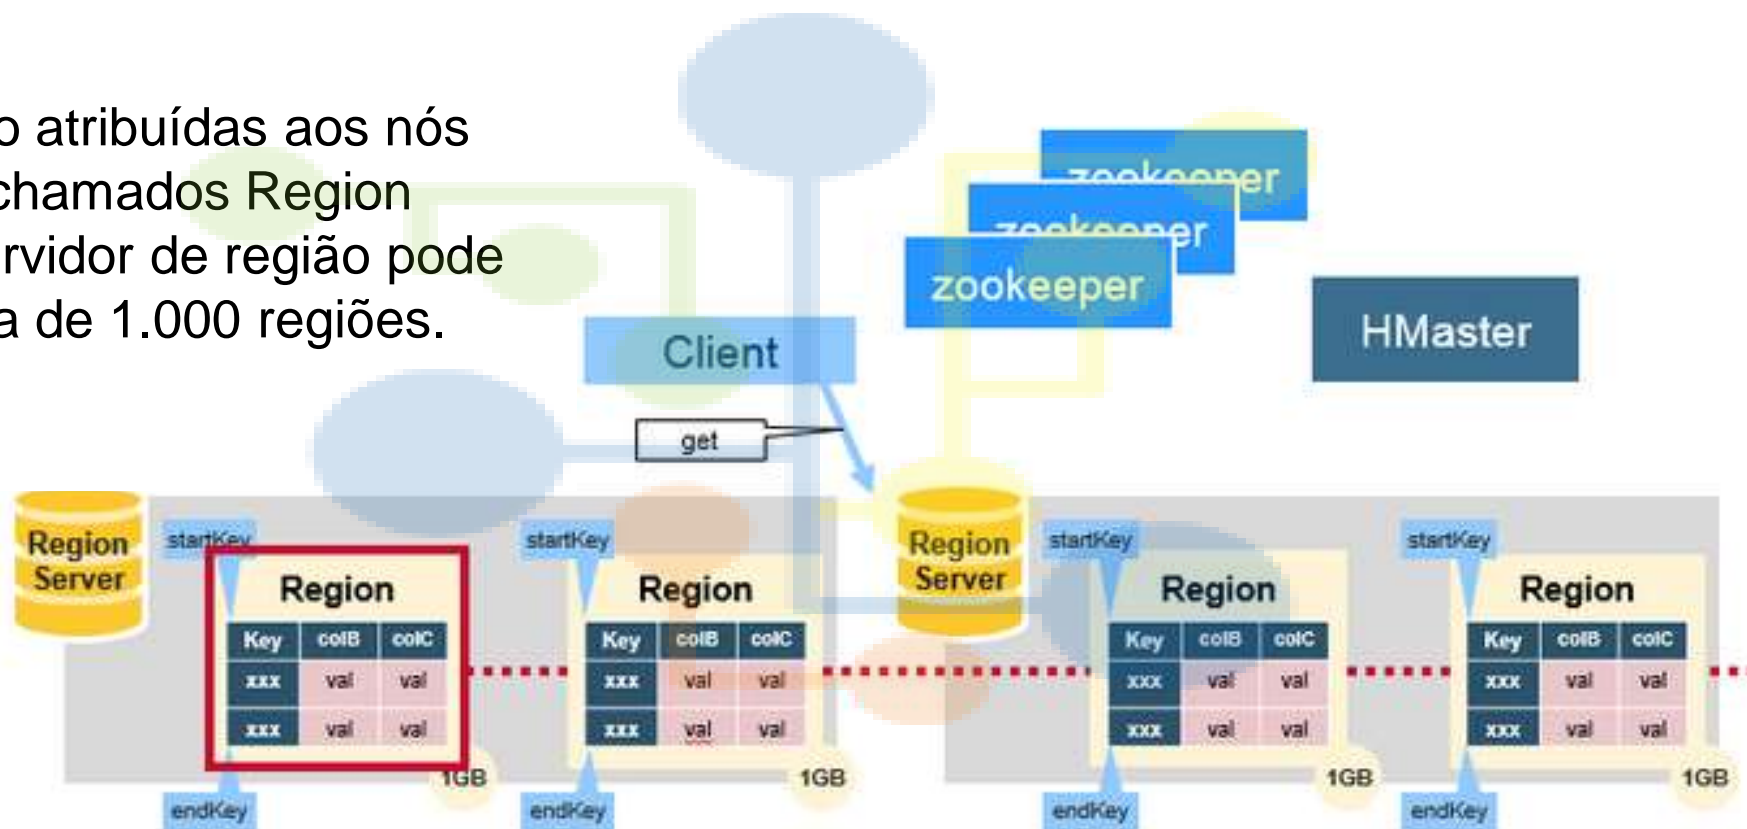 o atribuídas aos nós
chamados Region
rvidor de região pode
a de 1.000 regiões.
zookeeper
zookeeper
zookeeper
HMaster
Client
get
Region
Server
startKey
Region
Key colB colC
xxx val val
xxx val val
1GB
endKey
startKey
Region
Key colB colC
xxx val val
xxx val val
1GB
endKey
Region
Server
startKey
Region
Key colB colC
xxx val val
xxx val val
1GB
endKey
startKey
Region
Key colB colC
xxx val val
xxx val val
1GB
endKey